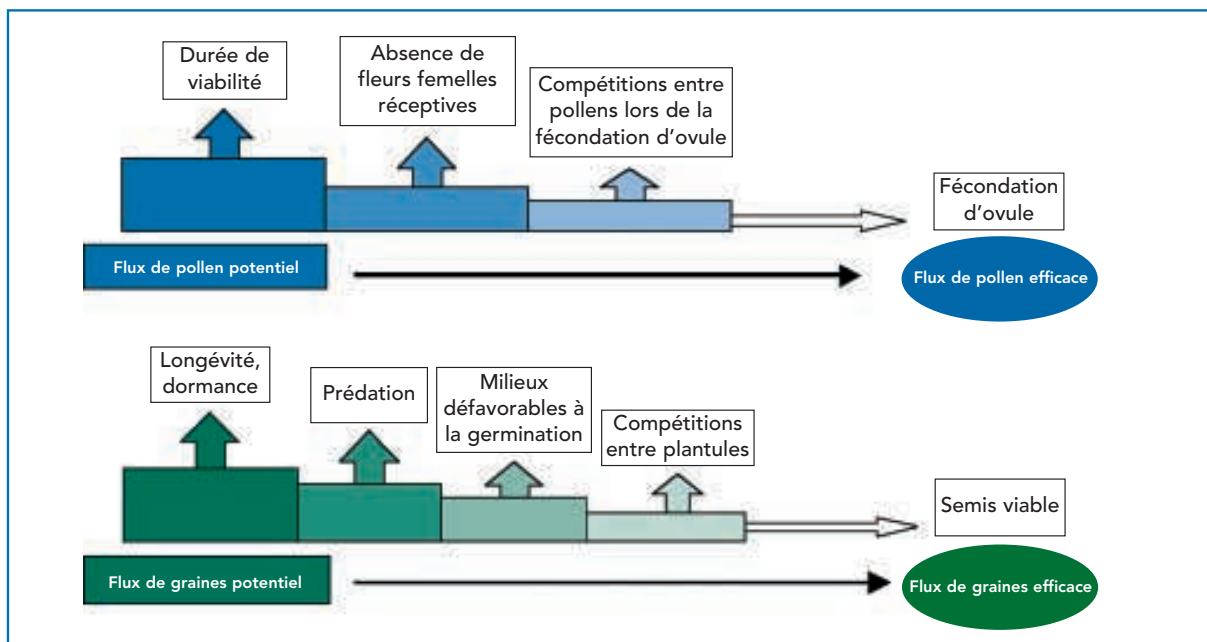 Durée de
viabilité
Absence de
fleurs femelles
réceptives
Compétitions entre
pollens lors de la
fécondation d'ovule
Fécondation
d'ovule
Flux de pollen potentiel
Flux de pollen efficace
Longévité,
dormance
Prédation
Milieux
défavorables à
la germination
Compétitions
entre plantules
Semis viable
Flux de graines potentiel
Flux de graines efficace